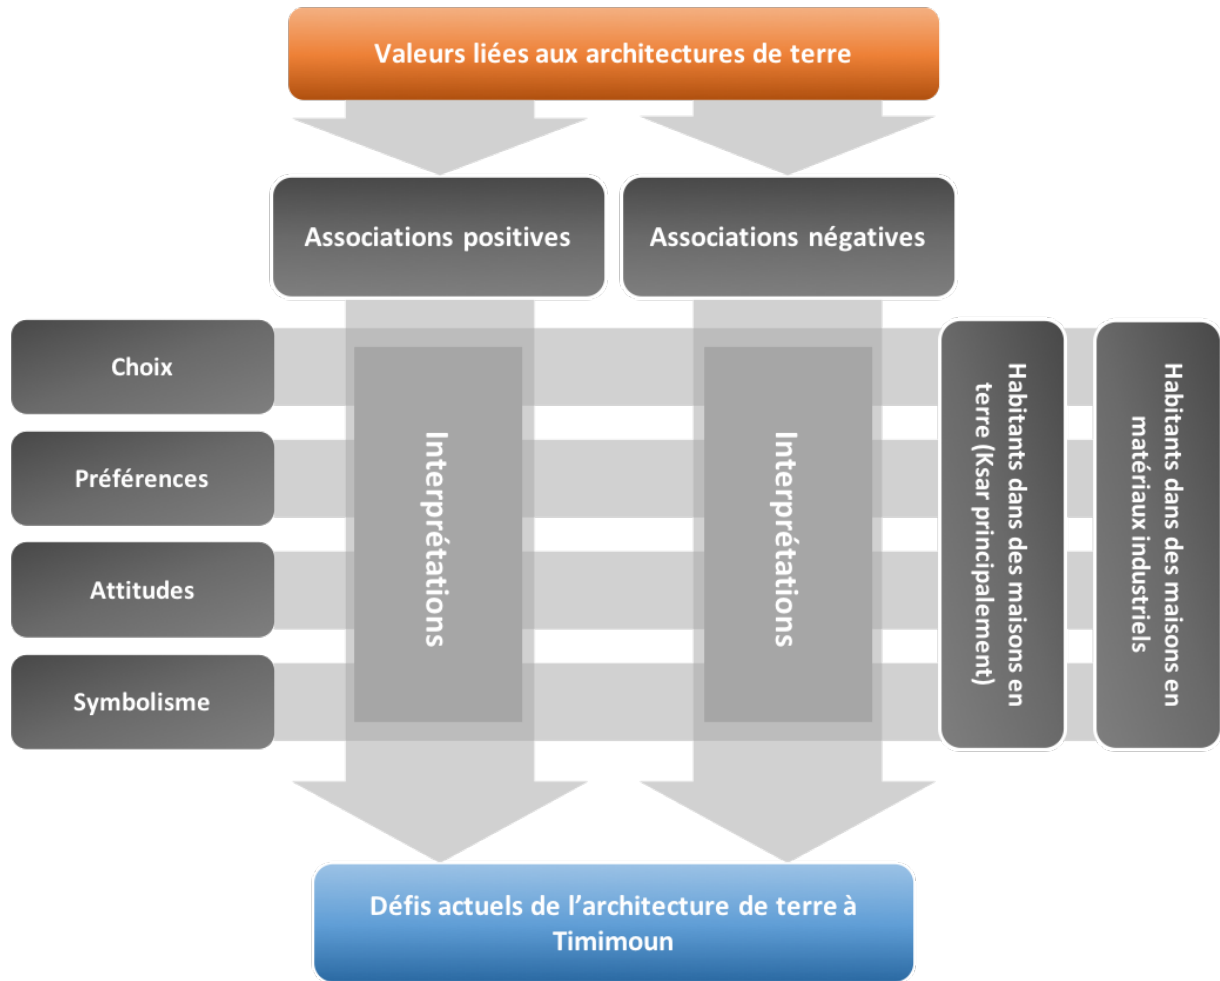 Valeurs liées aux architectures de terre
Associations positives
Associations négatives
Choix
Préférences
Attitudes
Symbolisme
Interprétations
Interprétations
Habitants dans des maisons en
terre (Ksar principalement)
Habitants dans des maisons en
matériaux industriels
Défis actuels de l’architecture de terre à
Timimoun